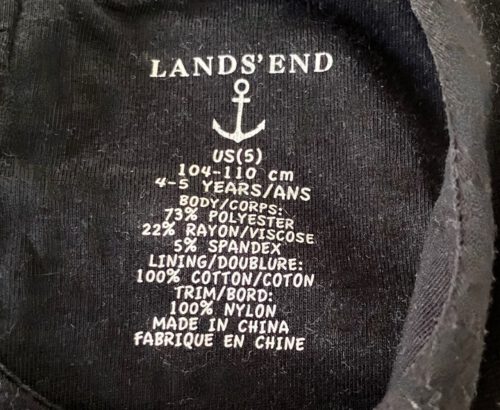 LANDS'END
US(5)
104-110 cm
4-5 YEARS/ANS
BODY/CORPS:
73% POLYESTER
22% RAYON/VISCOSE
5% SPANDEX
LINING/DOUBLURE:
100% COTTON/COTON
TRIM/BORD:
100% NYLON
MADE IN CHINA
FABRIQUE EN CHINE